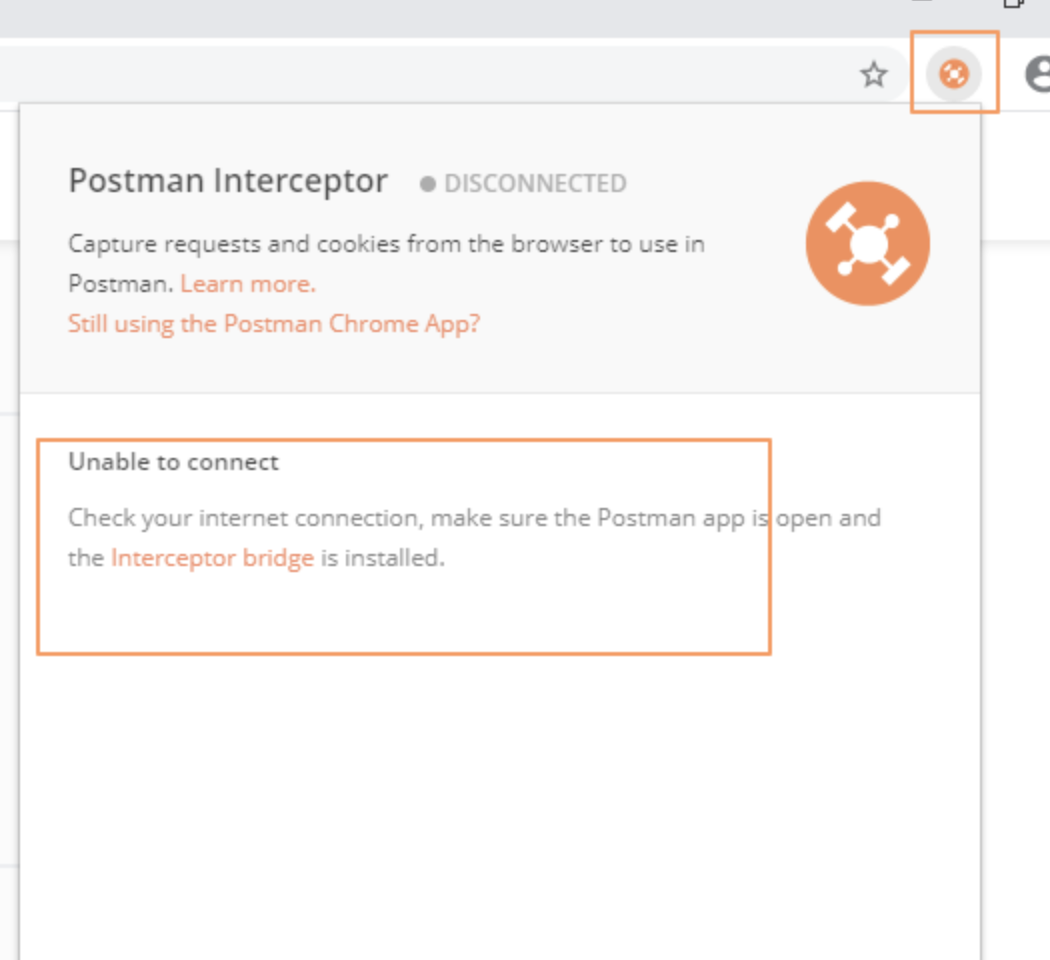 Postman Interceptor ● DISCONNECTED
Capture requests and cookies from the browser to use in
Postman. Learn more.
Still using the Postman Chrome App?
Unable to connect
Check your internet connection, make sure the Postman app is open and
the Interceptor bridge is installed.